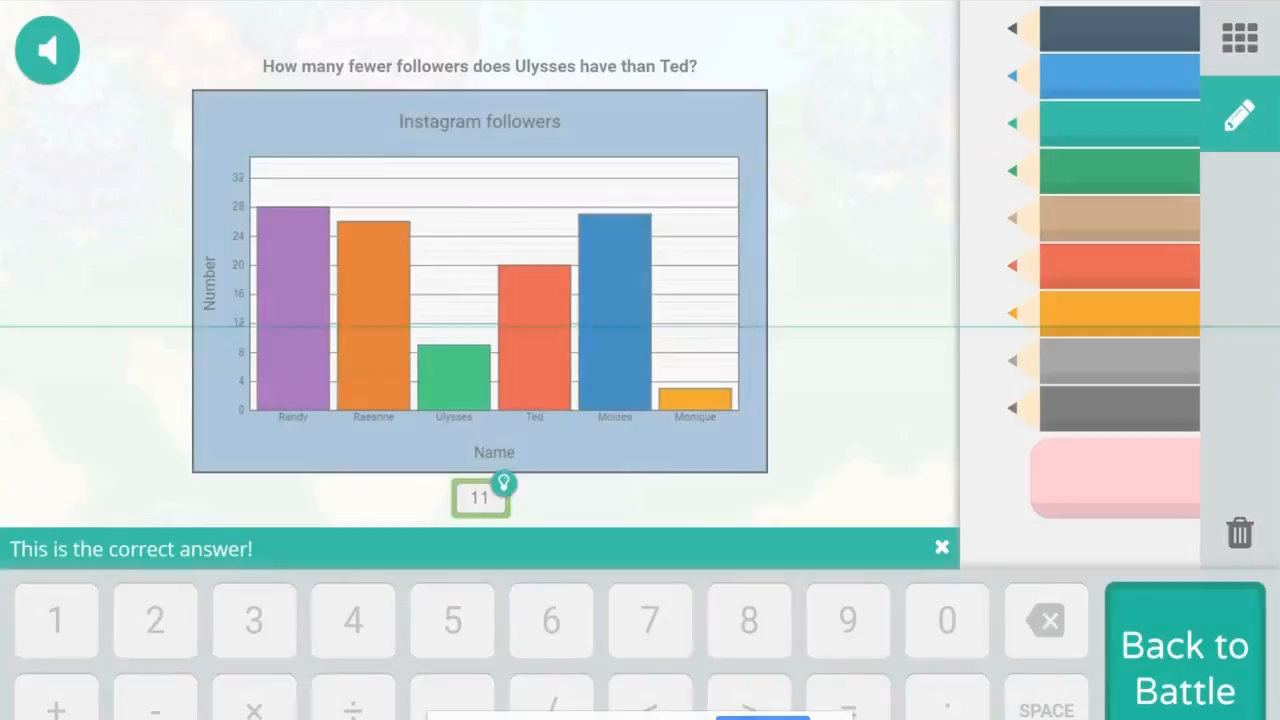 How many fewer followers does Ulysses have than Ted?
Instagram followers
32
28
24
20
16
12
8
4
0
Number
Randy Raeanne Ulysses Ted Moises Monique
Name
11
This is the correct answer!
1 2 3 4 5 6 7 8 9 0
Back to
Battle
+ - × ÷ / < > SPACE